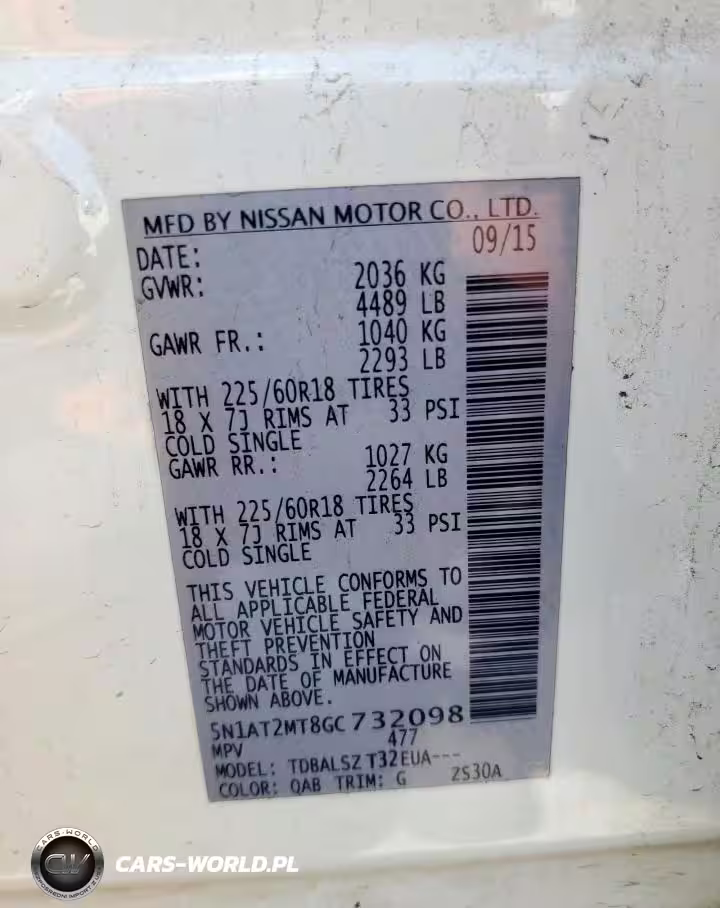 MFD BY NISSAN MOTOR CO., LTD.
DATE: 09/15
GVWR: 2036 KG
4489 LB
GAWR FR.: 1040 KG
2293 LB
WITH 225/60R18 TIRES
18 X 7J RIMS AT 33 PSI
COLD SINGLE
GAWR RR.: 1027 KG
2264 LB
WITH 225/60R18 TIRES
18 X 7J RIMS AT 33 PSI
COLD SINGLE
THIS VEHICLE CONFORMS TO
ALL APPLICABLE FEDERAL
MOTOR VEHICLE SAFETY AND
THEFT PREVENTION
STANDARDS IN EFFECT ON
THE DATE OF MANUFACTURE
SHOWN ABOVE.
5N1AT2MT8GC732098
MPV 477
MODEL: TDBALSZ T32EUA---
COLOR: QAB TRIM: G ZS30A
CARS-WORLD
CW
CARS-WORLD.PL